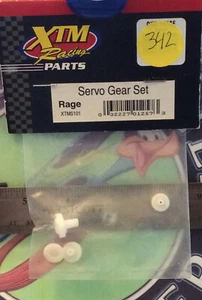 XTM
Racing
PARTS
342
Servo Gear Set
Rage
XTM5101